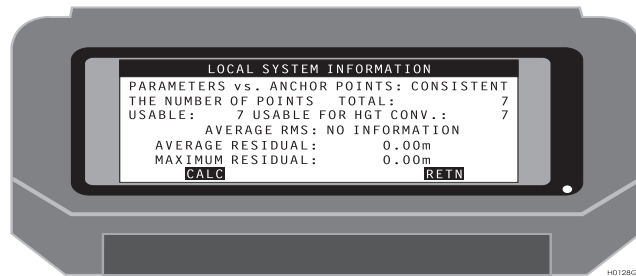 LOCAL SYSTEM INFORMATION
PARAMETERS vs. ANCHOR POINTS: CONSISTENT
THE NUMBER OF POINTS TOTAL: 7
USABLE: 7 USABLE FOR HGT CONV.: 7
AVERAGE RMS: NO INFORMATION
AVERAGE RESIDUAL: 0.00m
MAXIMUM RESIDUAL: 0.00m
CALC RETN
H0128G